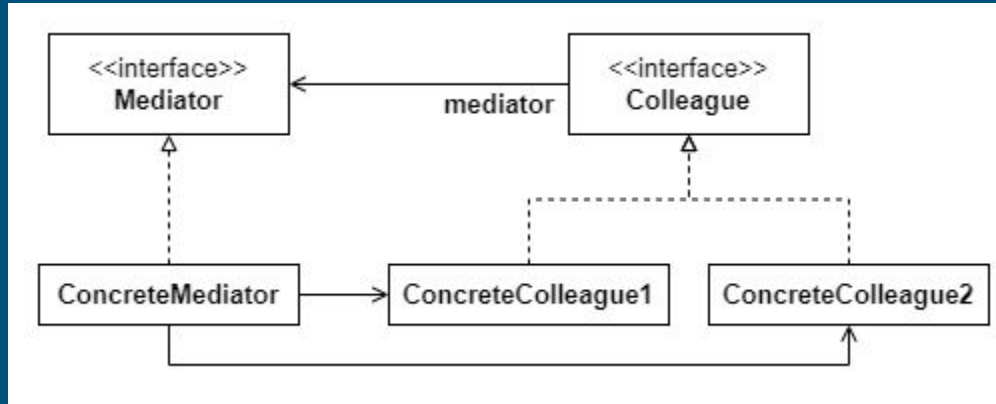 <<interface>>
Mediator
mediator
<<interface>>
Colleague
ConcreteMediator
ConcreteColleague1
ConcreteColleague2